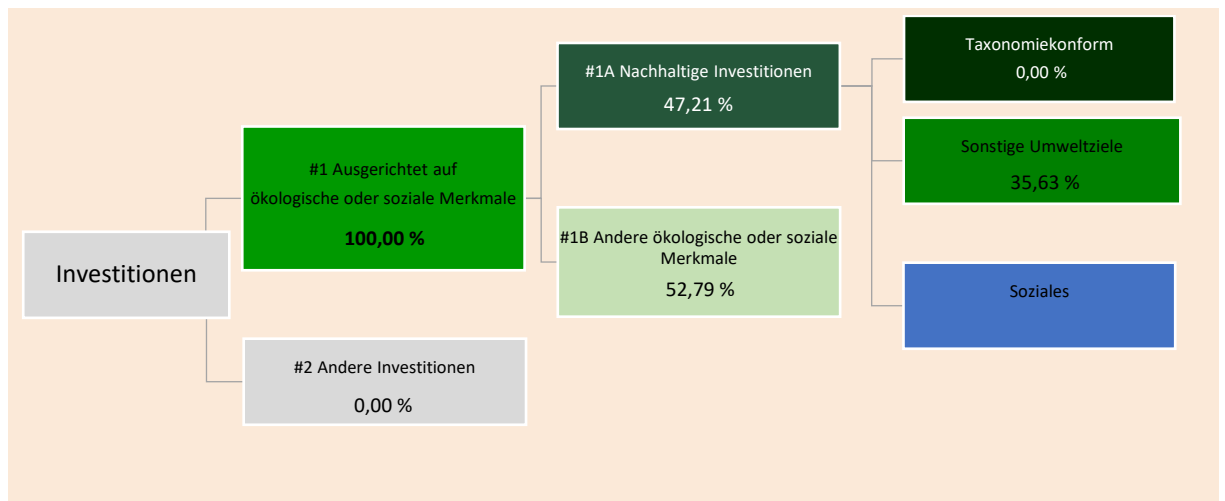 Investitionen
#1 Ausgerichtet auf
ökologische oder soziale Merkmale
100,00 %
#2 Andere Investitionen
0,00 %
#1A Nachhaltige Investitionen
47,21 %
#1B Andere ökologische oder soziale
Merkmale
52,79 %
Taxonomiekonform
0,00 %
Sonstige Umweltziele
35,63 %
Soziales